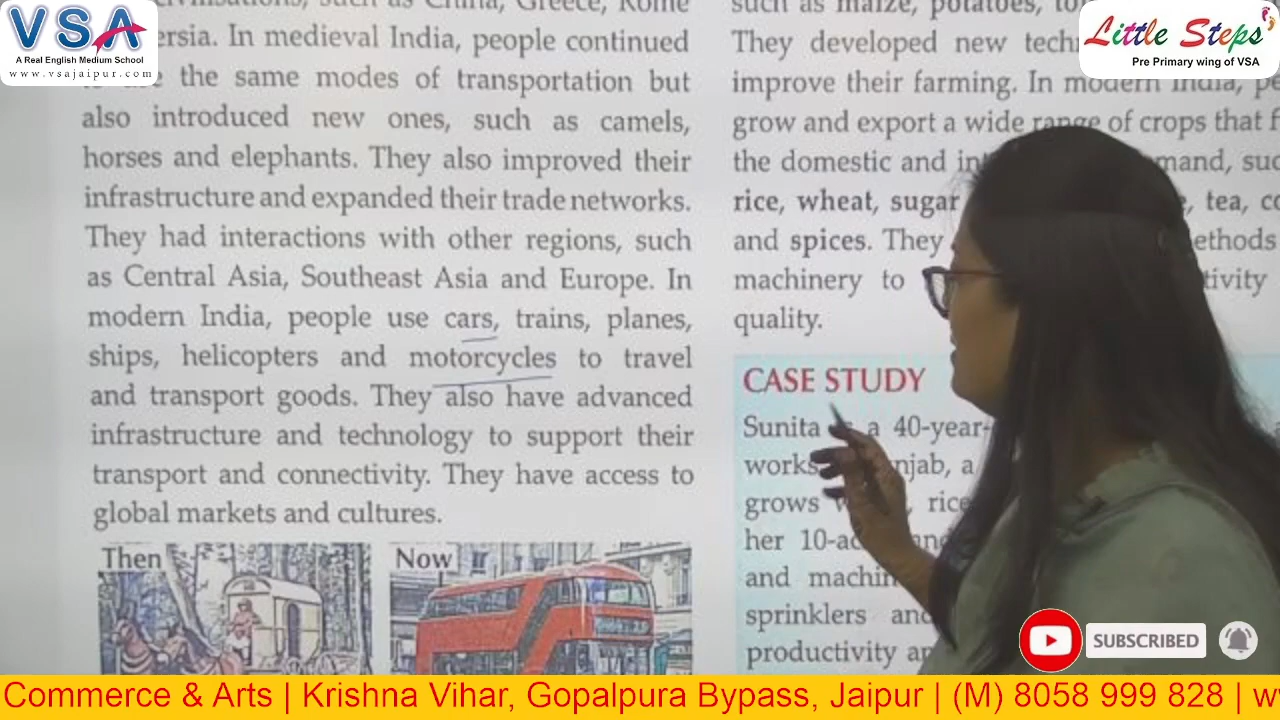 VSA
A Real English Medium School
www.vsajaipur.com
Little Steps
Pre Primary wing of VSA
such as China, Greece, Rome
In medieval India, people continued
the same modes of transportation but
also introduced new ones, such as camels,
horses and elephants. They also improved their
infrastructure and expanded their trade networks.
They had interactions with other regions, such
as Central Asia, Southeast Asia and Europe. In
modern India, people use cars, trains, planes,
ships, helicopters and motorcycles to travel
and transport goods. They also have advanced
infrastructure and technology to support their
transport and connectivity. They have access to
global markets and cultures.
Then
Now
such as maize, potatoes,
They developed new
improve their farming. In modern India,
grow and export a wide range of crops that
the domestic and
rice, wheat, sugar , tea,
and spices. They
machinery to
quality.
CASE STUDY
Sunita a 40-year-
works a
grows
her
and
sprinklers
productivity
SUBSCRIBED
Commerce & Arts | Krishna Vihar, Gopalpura Bypass, Jaipur | (M) 8058 999 828 |